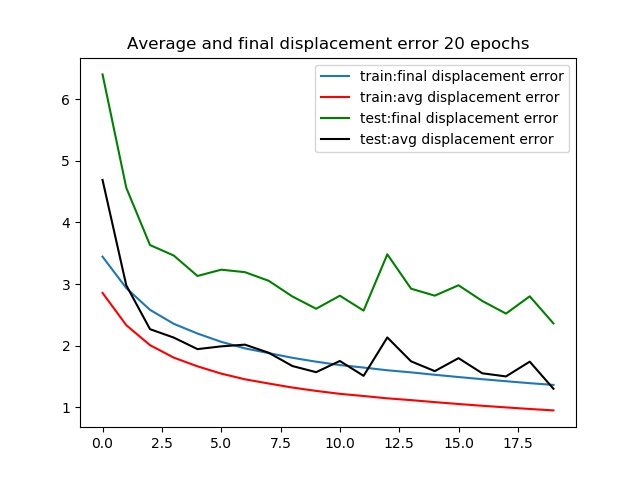 Average and final displacement error 20 epochs
train:final displacement error
train:avg displacement error
test:final displacement error
test:avg displacement error
6
5
4
3
2
1
0.0 2.5 5.0 7.5 10.0 12.5 15.0 17.5